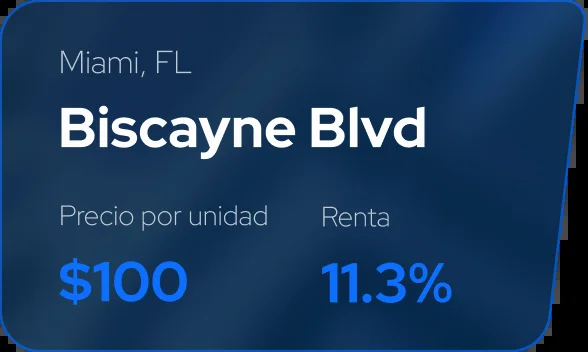 Miami, FL
Biscayne Blvd
Precio por unidad Renta
$100 11.3%